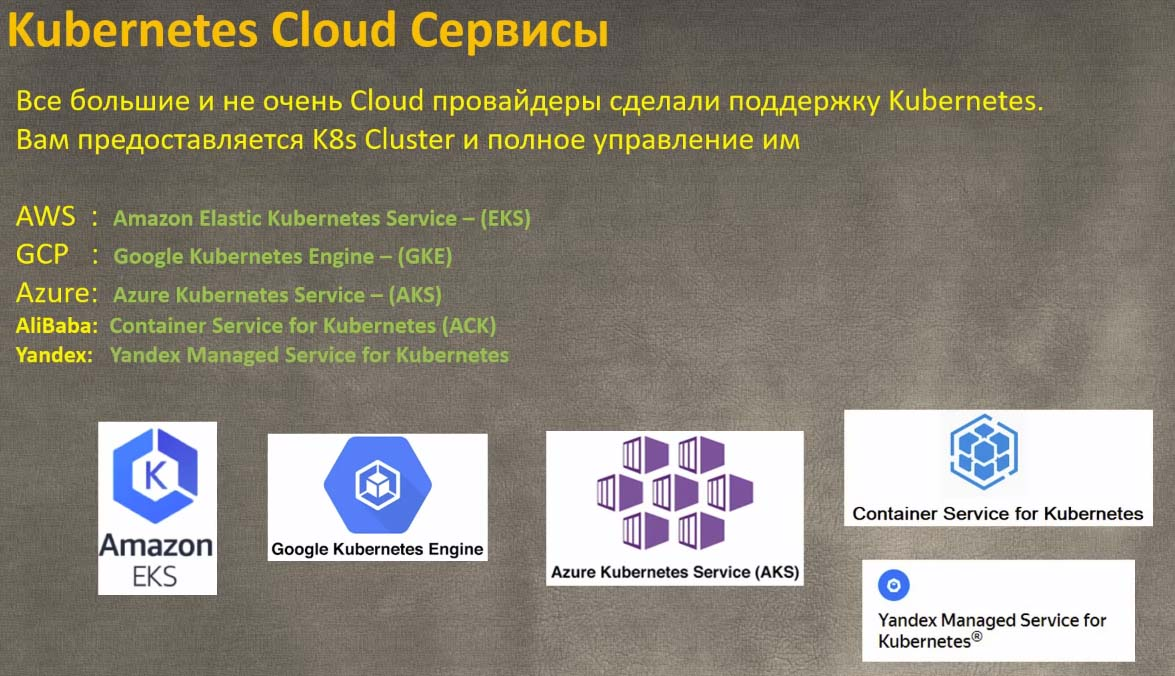 Kubernetes Cloud Сервисы
Все большие и не очень Cloud провайдеры сделали поддержку Kubernetes.
Вам предоставляется K8s Cluster и полное управление им
AWS : Amazon Elastic Kubernetes Service – (EKS)
GCP : Google Kubernetes Engine – (GKE)
Azure: Azure Kubernetes Service – (AKS)
AliBaba: Container Service for Kubernetes (ACK)
Yandex: Yandex Managed Service for Kubernetes
K
Amazon
EKS
Google Kubernetes Engine
Azure Kubernetes Service (AKS)
Container Service for Kubernetes
Yandex Managed Service for
Kubernetes®